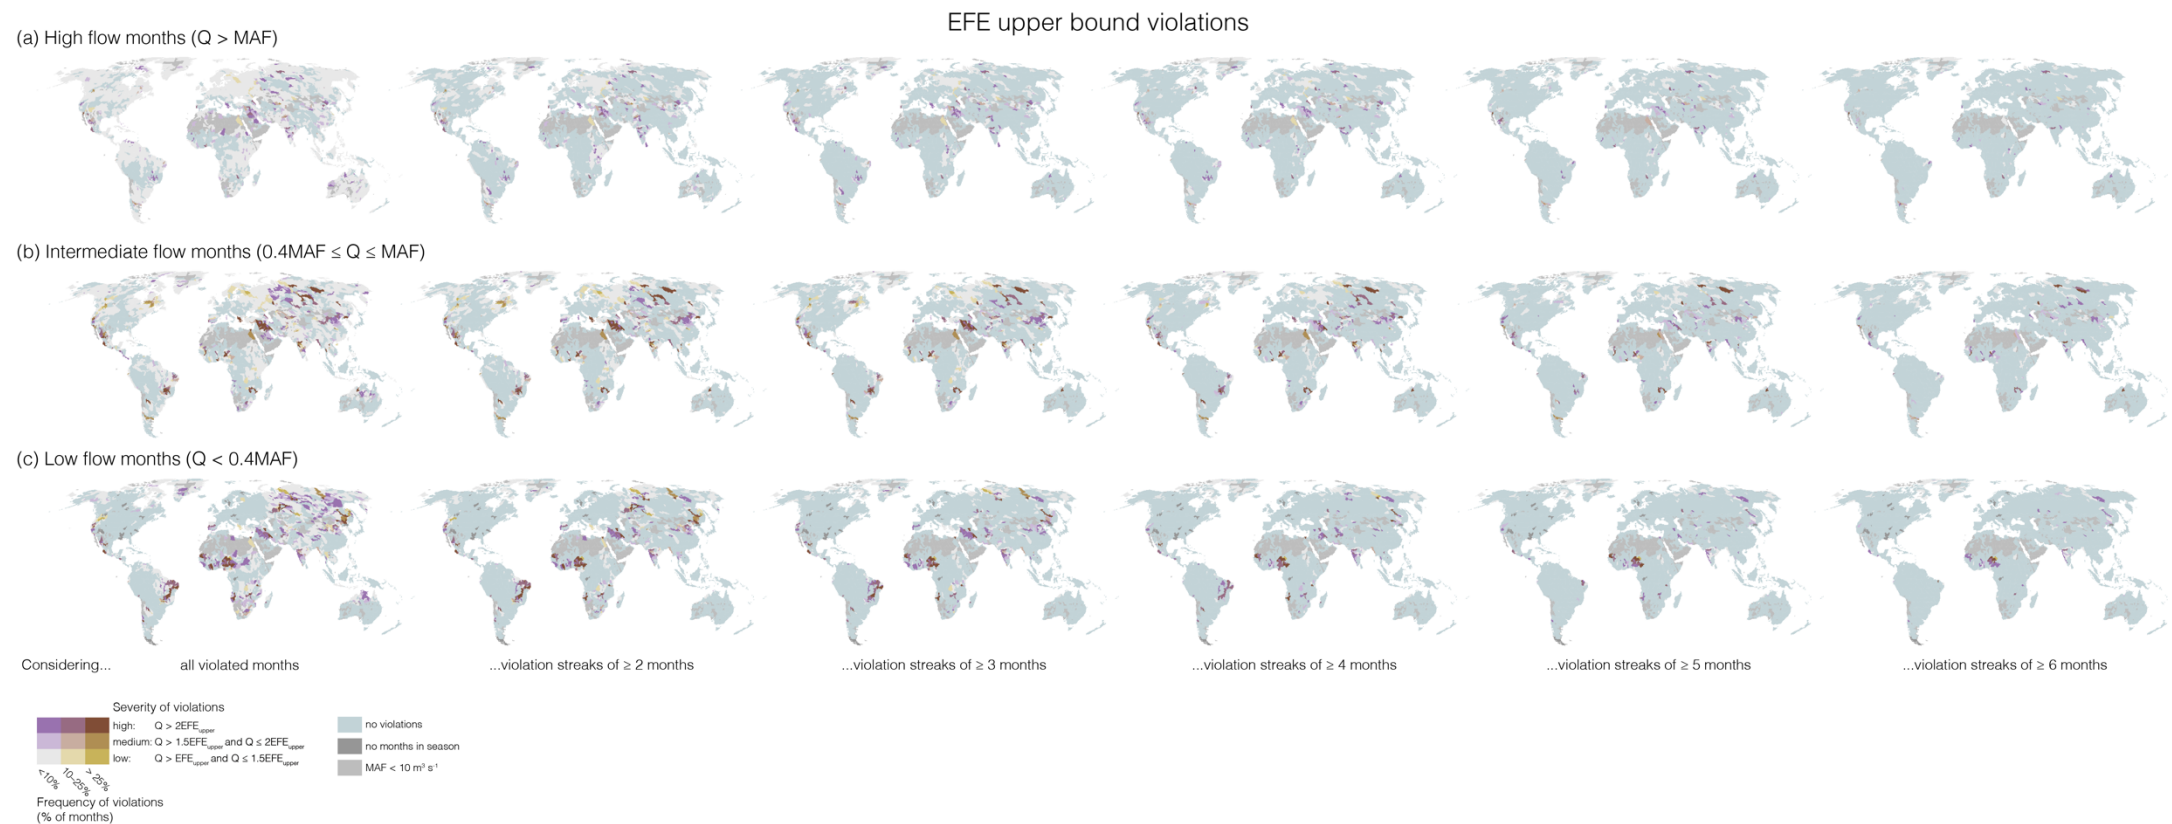 EFE upper bound violations
(a) High flow months (Q > MAF)
(b) Intermediate flow months (0.4MAF ≤ Q ≤ MAF)
(c) Low flow months (Q < 0.4MAF)
Considering... all violated months ...violation streaks of ≥ 2 months ...violation streaks of ≥ 3 months ...violation streaks of ≥ 4 months ...violation streaks of ≥ 5 months ...violation streaks of ≥ 6 months
Severity of violations
high: Q > 2EFEupper
medium: Q > 1.5EFEupper and Q ≤ 2EFEupper
low: Q > EFEupper and Q ≤ 1.5EFEupper
<10% 10–25% > 25%
Frequency of violations
(% of months)
no violations
no months in season
MAF < 10 m³ s⁻¹